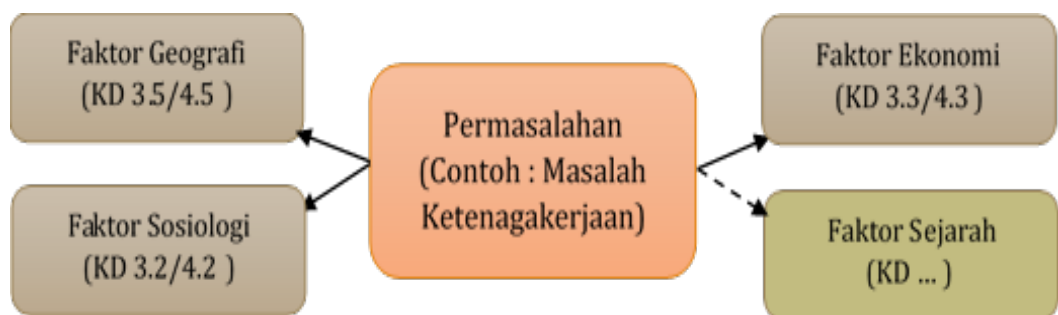 Faktor Geografi
(KD 3.5/4.5 )
Faktor Sosiologi
(KD 3.2/4.2 )
Permasalahan
(Contoh : Masalah
Ketenagakerjaan)
Faktor Ekonomi
(KD 3.3/4.3 )
Faktor Sejarah
(KD ... )